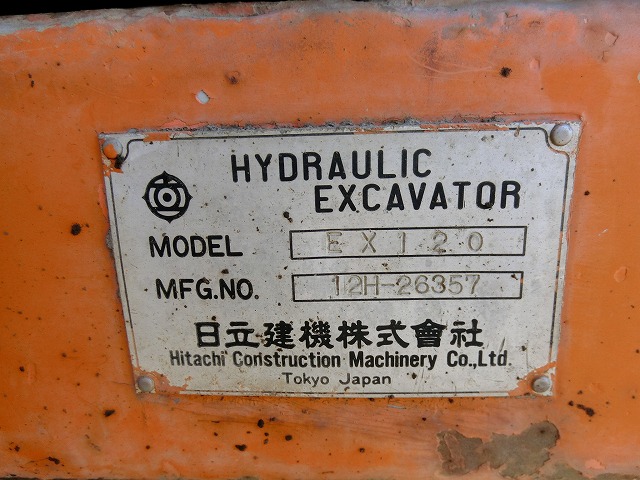 HYDRAULIC
EXCAVATOR
MODEL EX120
MFG.NO. 12H-26357
日立建機株式會社
Hitachi Construction Machinery Co.,Ltd.
Tokyo Japan